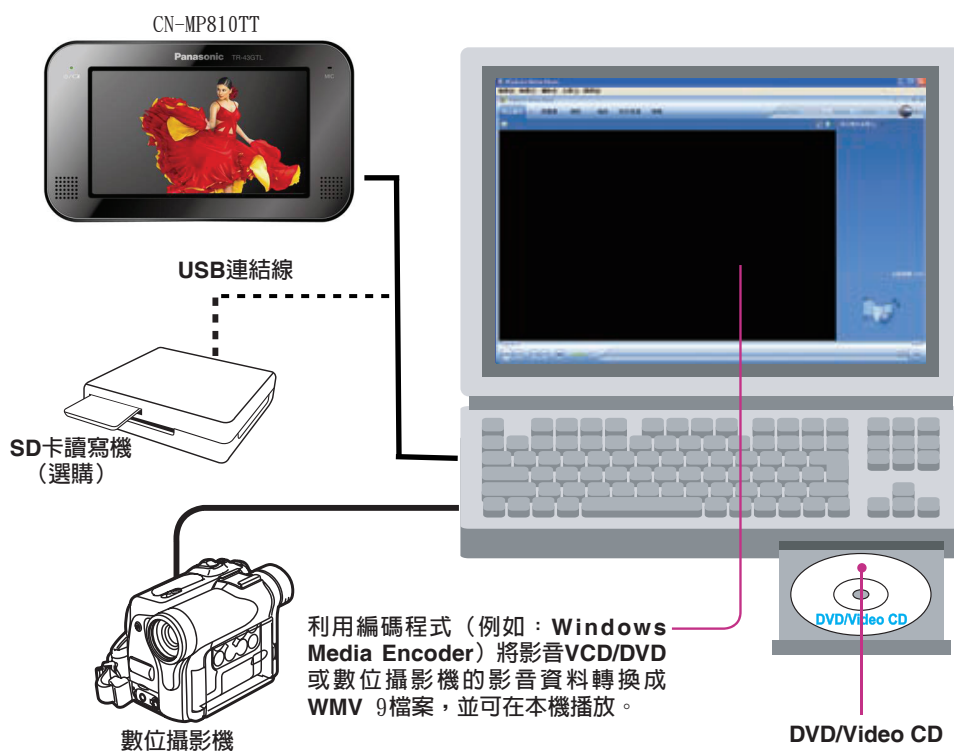 CN-MP810TT
Panasonic TR-43GTL
MIC
USB連結線
SD卡讀寫機
（選購）
數位攝影機
利用編碼程式（例如：Windows
Media Encoder）將影音VCD/DVD
或數位攝影機的影音資料轉換成
WMV 9檔案，並可在本機播放。
DVD/Video CD
DVD/Video CD